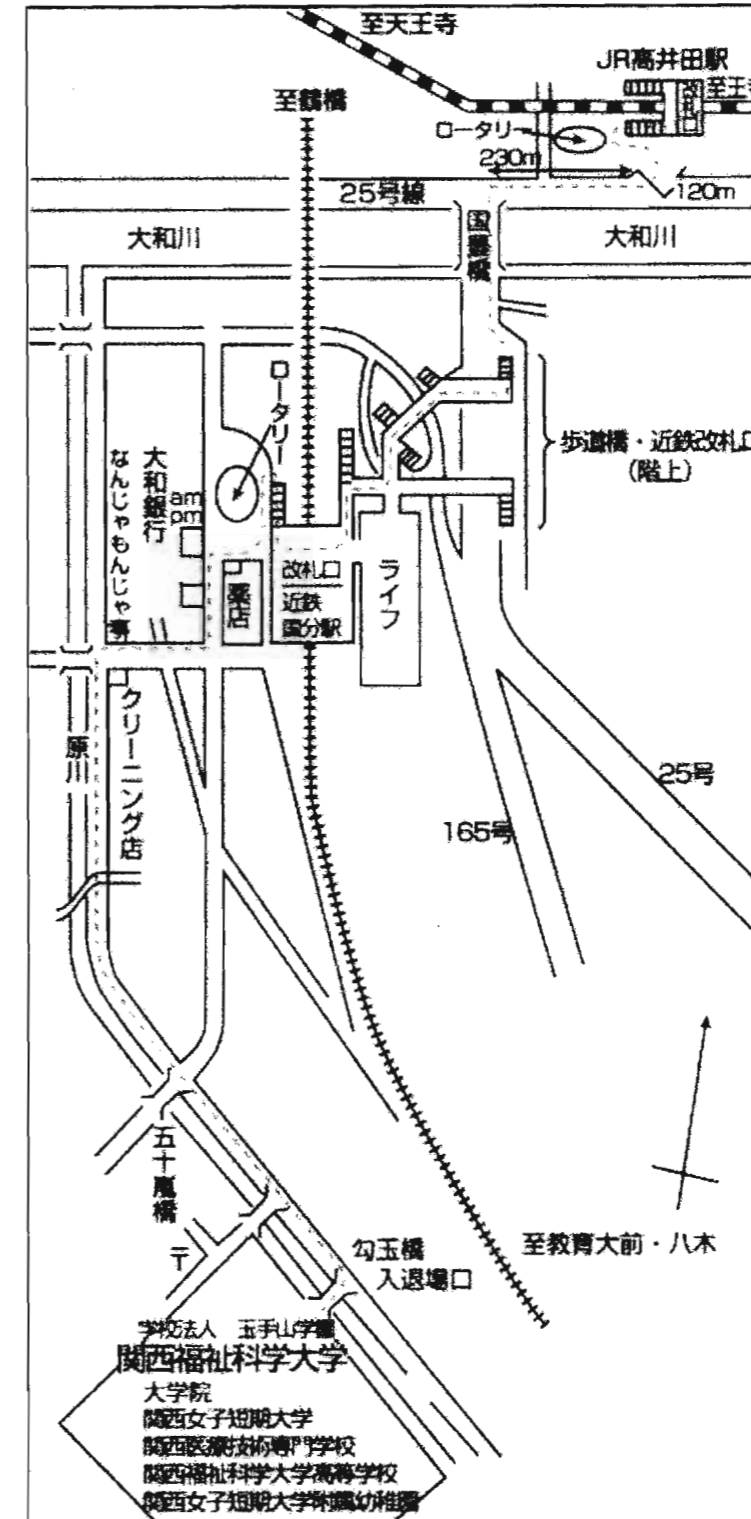 至天王寺
JR高井田駅
至王寺
改札口
至鶴橋
ロータリー
230m
120m
25号線
大和川
国豊橋
大和川
ロータリー
歩道橋・近鉄改札口
(階上)
大和銀行
なんじゃもんじゃ亭
am
pm
薬店
改札口
近鉄
国分駅
ライフ
クリーニング店
原川
25号
165号
五十嵐橋
〒
勾玉橋
入退場口
至教育大前・八木
学校法人 玉手山学園
関西福祉科学大学
大学院
関西女子短期大学
関西医療技術専門学校
関西福祉科学大学高等学校
関西女子短期大学附属幼稚園